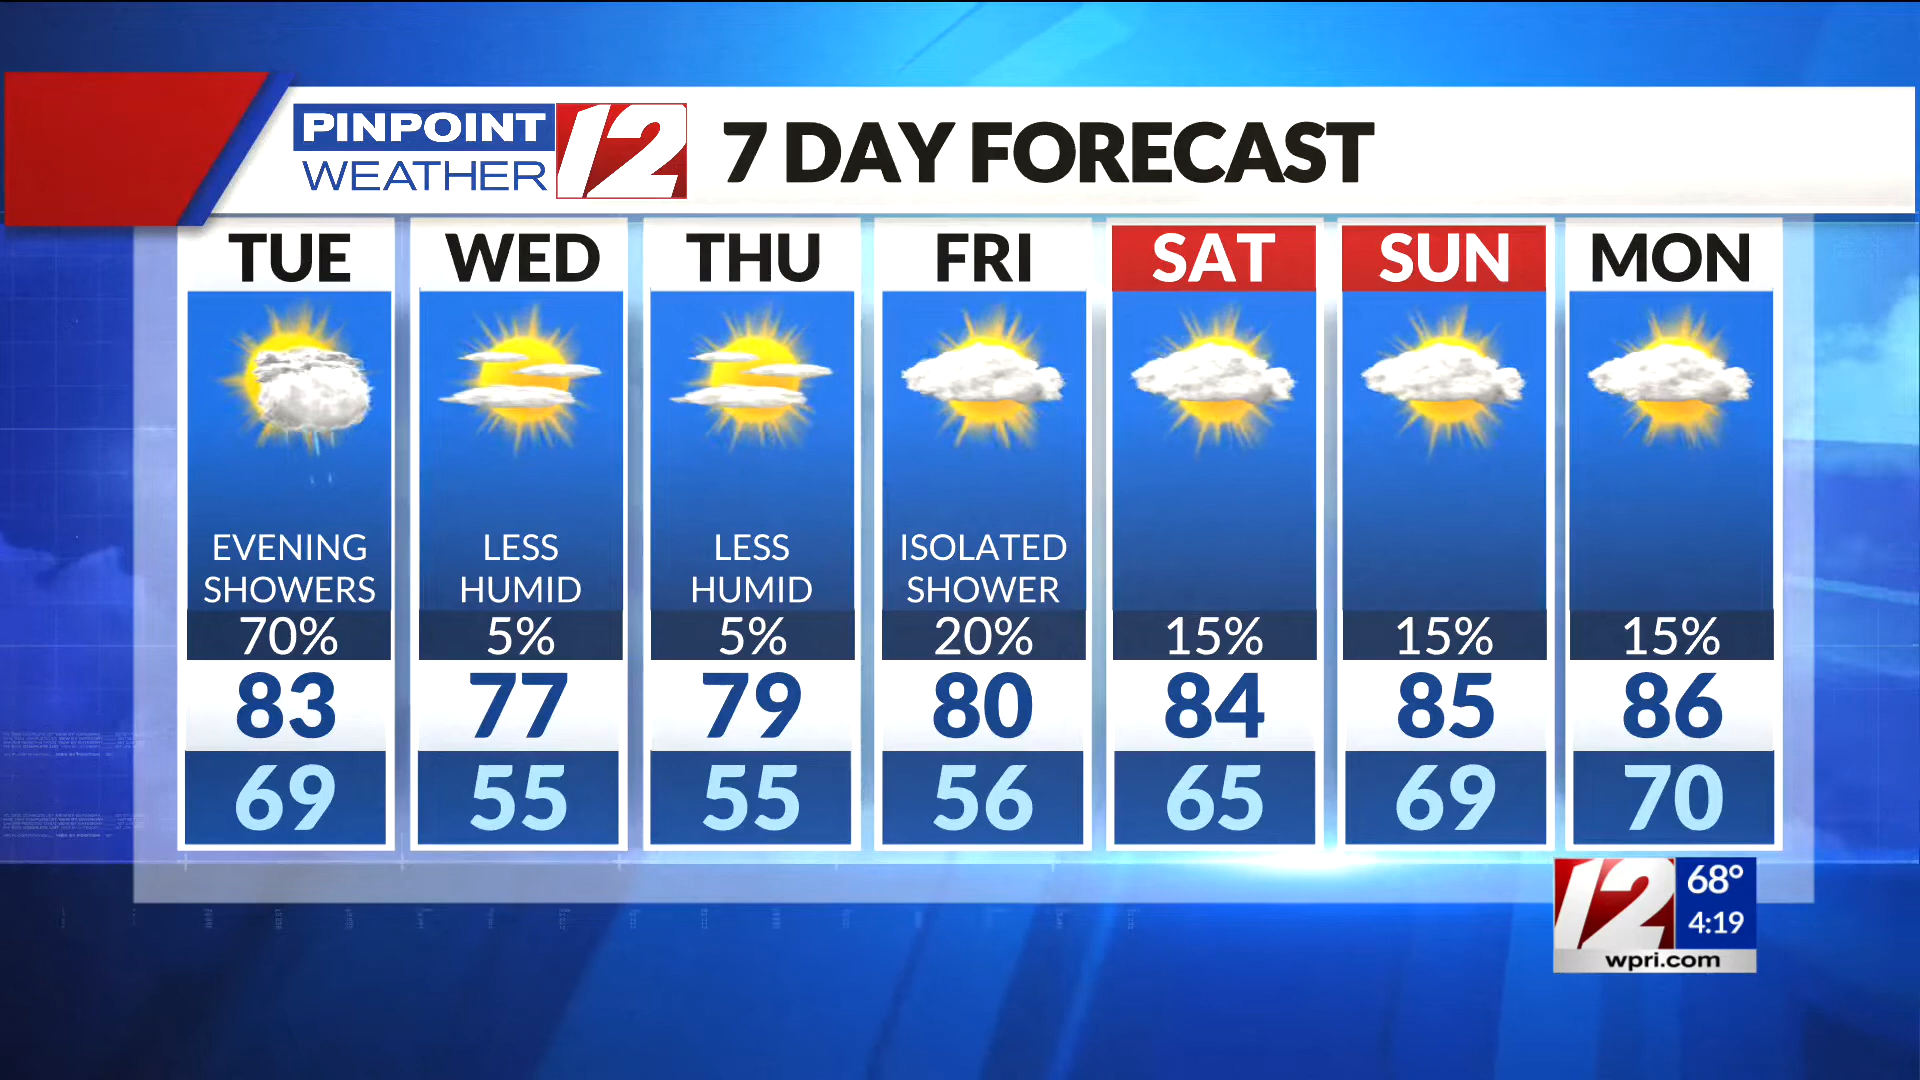 PINPOINT
WEATHER
12
7 DAY FORECAST
TUE WED THU FRI SAT SUN MON
EVENING LESS LESS ISOLATED
SHOWERS HUMID HUMID SHOWER
70% 5% 5% 20% 15% 15% 15%
83 77 79 80 84 85 86
69 55 55 56 65 69 70
12
68°
4:19
wpri.com